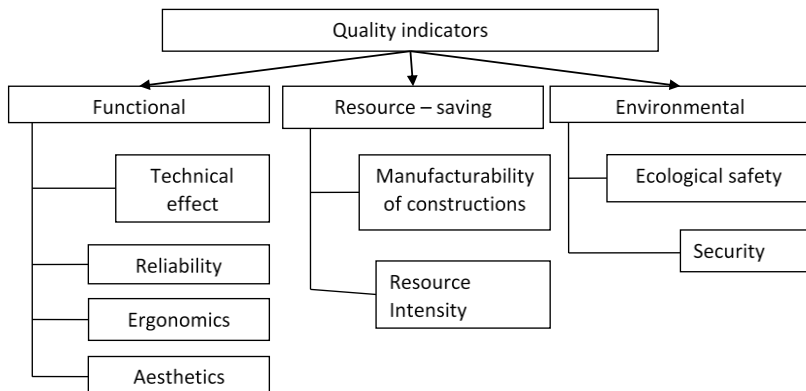 Quality indicators
Functional
Resource – saving
Environmental
Technical
effect
Reliability
Ergonomics
Aesthetics
Manufacturability
of constructions
Resource
Intensity
Ecological safety
Security